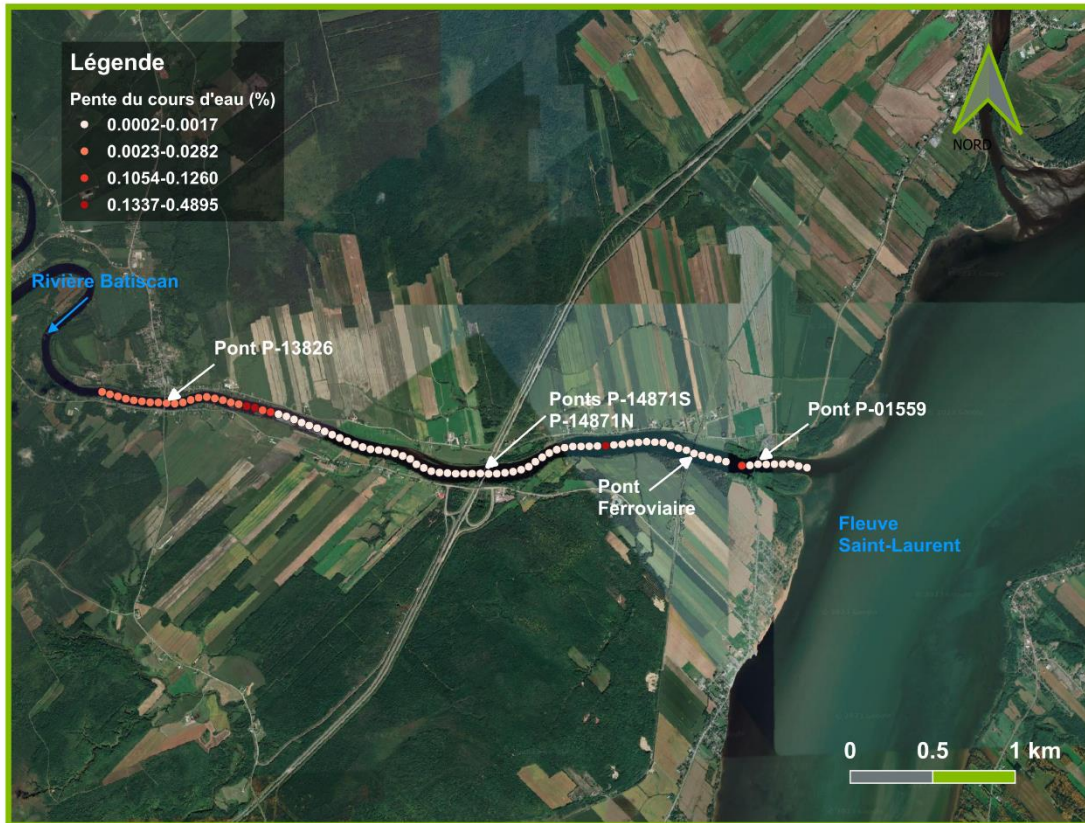 Légende
Pente du cours d'eau (%)
0.0002-0.0017
0.0023-0.0282
0.1054-0.1260
0.1337-0.4895
NORD
Rivière Batiscan
Pont P-13826
Ponts P-14871S
P-14871N
Pont P-01559
Pont
Ferroviaire
Fleuve
Saint-Laurent
0 0.5 1 km